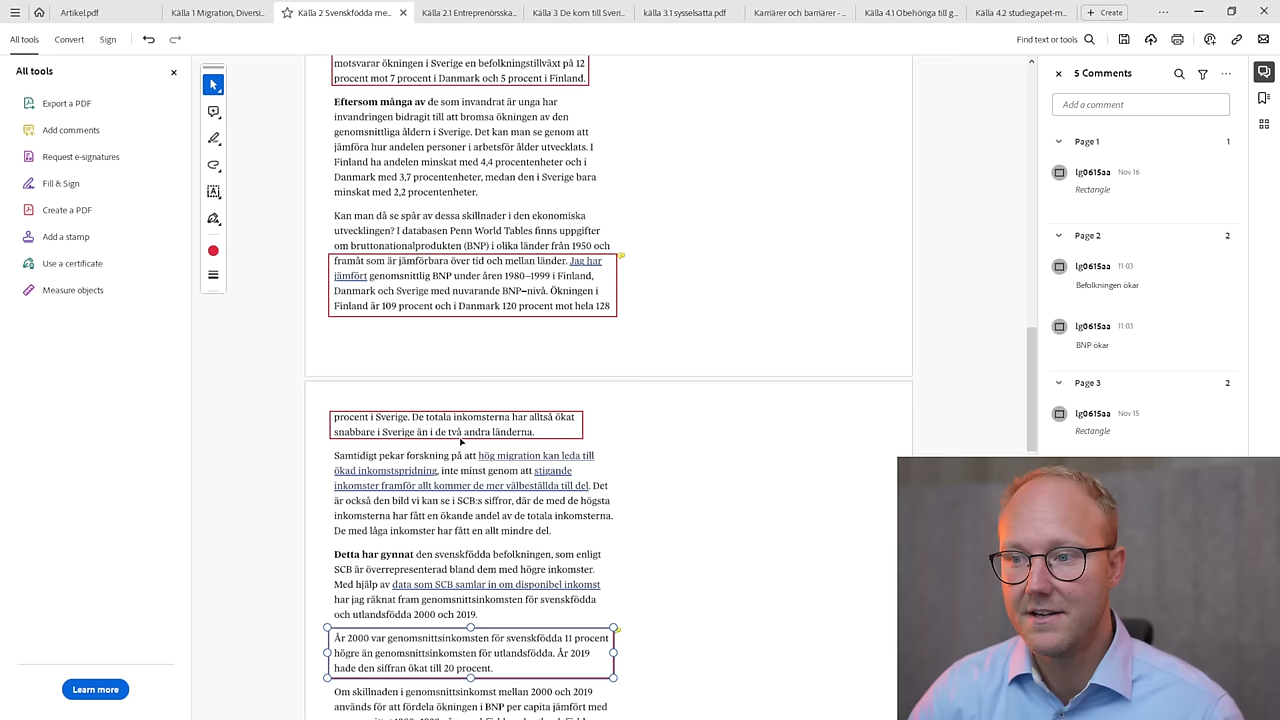 Artikel.pdf
Källa 1 Migration, Diversi...
Källa 2 Svenskfödda me...
Källa 2.1 Entreprenörsska...
Källa 3 De kom till Sveri...
källa 3.1 sysselsatta.pdf
Karriärer och barriärer - ...
Källa 4.1 Obehöriga till g...
Källa 4.2 studiegapet-m...
Create
All tools
Convert
Sign
Find text or tools
All tools
Export a PDF
Add comments
Request e-signatures
Fill & Sign
Create a PDF
Add a stamp
Use a certificate
Measure objects
Learn more
motsvarar ökningen i Sverige en befolkningstillväxt på 12
procent mot 7 procent i Danmark och 5 procent i Finland.
Eftersom många av de som invandrat är unga har
invandringen bidragit till att bromsa ökningen av den
genomsnittliga åldern i Sverige. Det kan man se genom att
jämföra hur andelen personer i arbetsför ålder utvecklats. I
Finland ha andelen minskat med 4,4 procentenheter och i
Danmark med 3,7 procentenheter, medan den i Sverige bara
minskat med 2,2 procentenheter.
Kan man då se spår av dessa skillnader i den ekonomiska
utvecklingen? I databasen Penn World Tables finns uppgifter
om bruttonationalprodukten (BNP) i olika länder från 1950 och
framåt som är jämförbara över tid och mellan länder. Jag har
jämfört genomsnittlig BNP under åren 1980–1999 i Finland,
Danmark och Sverige med nuvarande BNP–nivå. Ökningen i
Finland är 109 procent och i Danmark 120 procent mot hela 128
procent i Sverige. De totala inkomsterna har alltså ökat
snabbare i Sverige än i de två andra länderna.
Samtidigt pekar forskning på att hög migration kan leda till
ökad inkomstspridning, inte minst genom att stigande
inkomster framför allt kommer de mer välbeställda till del. Det
är också den bild vi kan se i SCB:s siffror, där de med de högsta
inkomsterna har fått en ökande andel av de totala inkomsterna.
De med låga inkomster har fått en allt mindre del.
Detta har gynnat den svenskfödda befolkningen, som enligt
SCB är överrepresenterad bland dem med högre inkomster.
Med hjälp av data som SCB samlar in om disponibel inkomst
har jag räknat fram genomsnittsinkomsten för svenskfödda
och utlandsfödda 2000 och 2019.
År 2000 var genomsnittsinkomsten för svenskfödda 11 procent
högre än genomsnittsinkomsten för utlandsfödda. År 2019
hade den siffran ökat till 20 procent.
Om skillnaden i genomsnittsinkomst mellan 2000 och 2019
används för att fördela ökningen i BNP per capita jämfört med
5 Comments
Add a comment
Page 1
1
lg0615aa Nov 16
Rectangle
Page 2
2
lg0615aa 11:03
Befolkningen ökar
lg0615aa 11:03
BNP ökar
Page 3
2
lg0615aa Nov 15
Rectangle